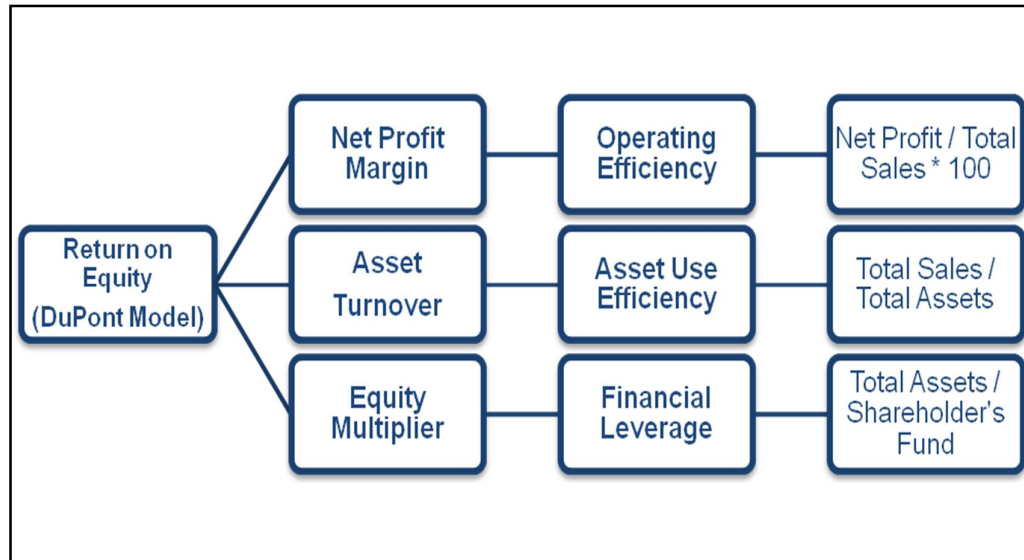 Return on
Equity
(DuPont Model)
Net Profit
Margin
Operating
Efficiency
Net Profit / Total
Sales * 100
Asset
Turnover
Asset Use
Efficiency
Total Sales /
Total Assets
Equity
Multiplier
Financial
Leverage
Total Assets /
Shareholder's
Fund